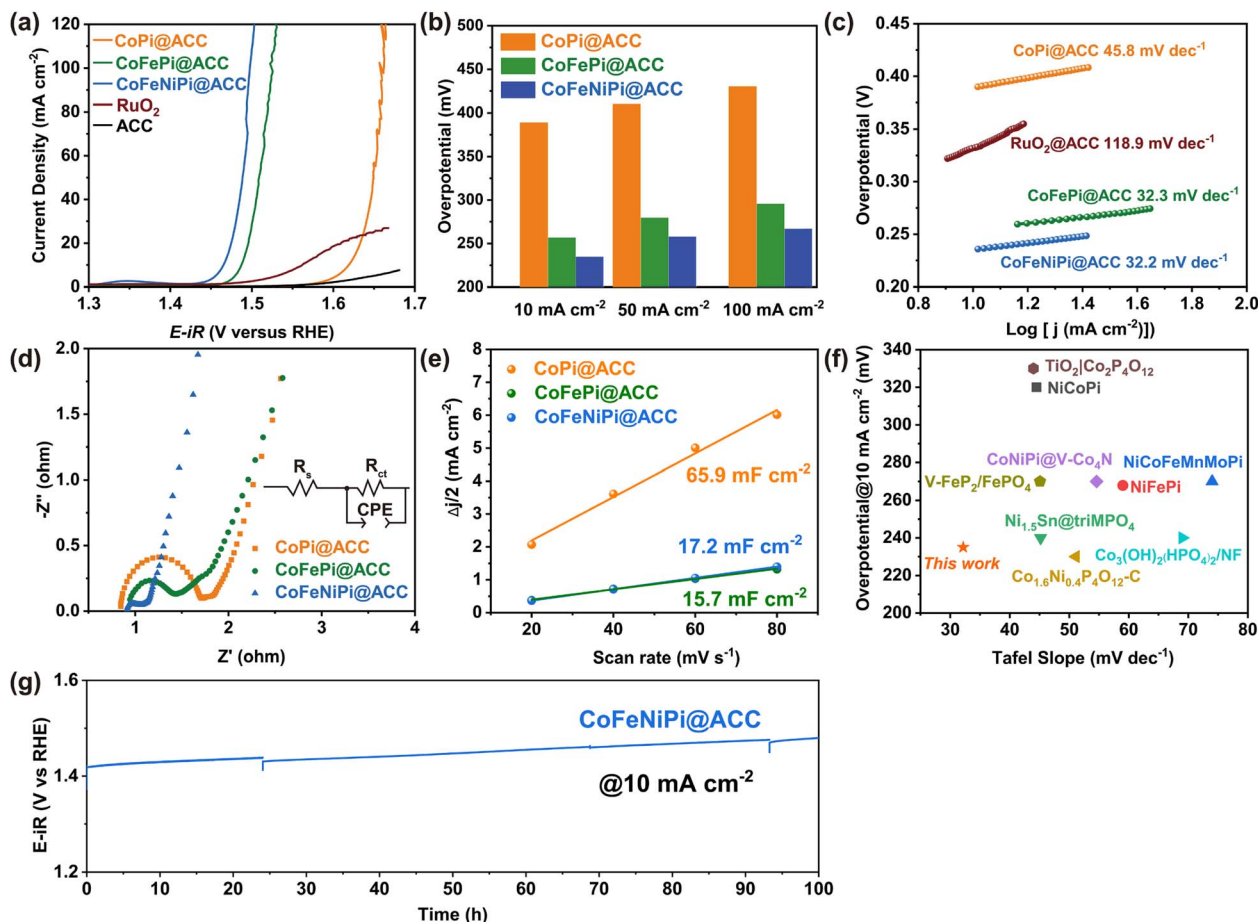 (a)
120
100
80
60
40
20
0
Current Density (mA cm⁻²)
CoPi@ACC
CoFePi@ACC
CoFeNiPi@ACC
RuO₂
ACC
1.3 1.4 1.5 1.6 1.7
E-iR (V versus RHE)
(b)
500
450
400
350
300
250
200
Overpotential (mV)
CoPi@ACC
CoFePi@ACC
CoFeNiPi@ACC
10 mA cm⁻² 50 mA cm⁻² 100 mA cm⁻²
(c)
0.45
0.40
0.35
0.30
0.25
0.20
Overpotential (V)
CoPi@ACC 45.8 mV dec⁻¹
RuO₂@ACC 118.9 mV dec⁻¹
CoFePi@ACC 32.3 mV dec⁻¹
CoFeNiPi@ACC 32.2 mV dec⁻¹
0.8 1.0 1.2 1.4 1.6 1.8 2.0
Log [ j (mA cm⁻²)])
(d)
2.0
1.5
1.0
0.5
0.0
-Z'' (ohm)
Rs
Rct
CPE
CoPi@ACC
CoFePi@ACC
CoFeNiPi@ACC
0 1 2 3 4
Z' (ohm)
(e)
8
6
4
2
0
Δj/2 (mA cm⁻²)
CoPi@ACC
CoFePi@ACC
CoFeNiPi@ACC
65.9 mF cm⁻²
17.2 mF cm⁻²
15.7 mF cm⁻²
20 40 60 80
Scan rate (mV s⁻¹)
(f)
340
320
300
280
260
240
220
200
Overpotential@10 mA cm⁻² (mV)
TiO₂|Co₂P₄O₁₂
NiCoPi
CoNiPi@V-Co₄N
NiCoFeMnMoPi
V-FeP₂/FePO₄
NiFePi
Ni₁.₅Sn@triMPO₄
This work
Co₃(OH)₂(HPO₄)₂/NF
Co₁.₆Ni₀.₄P₄O₁₂-C
30 40 50 60 70 80
Tafel Slope (mV dec⁻¹)
(g)
1.6
1.4
1.2
E-iR (V vs RHE)
CoFeNiPi@ACC
@10 mA cm⁻²
0 10 20 30 40 50 60 70 80 90 100
Time (h)